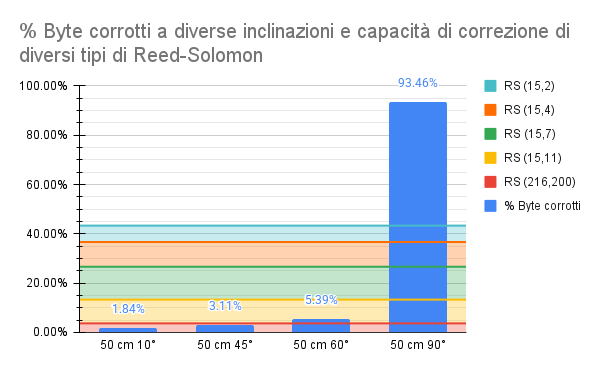 % Byte corrotti a diverse inclinazioni e capacità di correzione di
diversi tipi di Reed-Solomon
100.00%
80.00%
60.00%
40.00%
20.00%
0.00%
93.46%
1.84%
3.11%
5.39%
50 cm 10°
50 cm 45°
50 cm 60°
50 cm 90°
RS (15,2)
RS (15,4)
RS (15,7)
RS (15,11)
RS (216,200)
% Byte corrotti